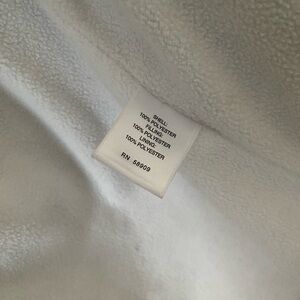 SHELL:
100% POLYESTER
FILLING:
100% POLYESTER
LINING:
100% POLYESTER
RN 58909